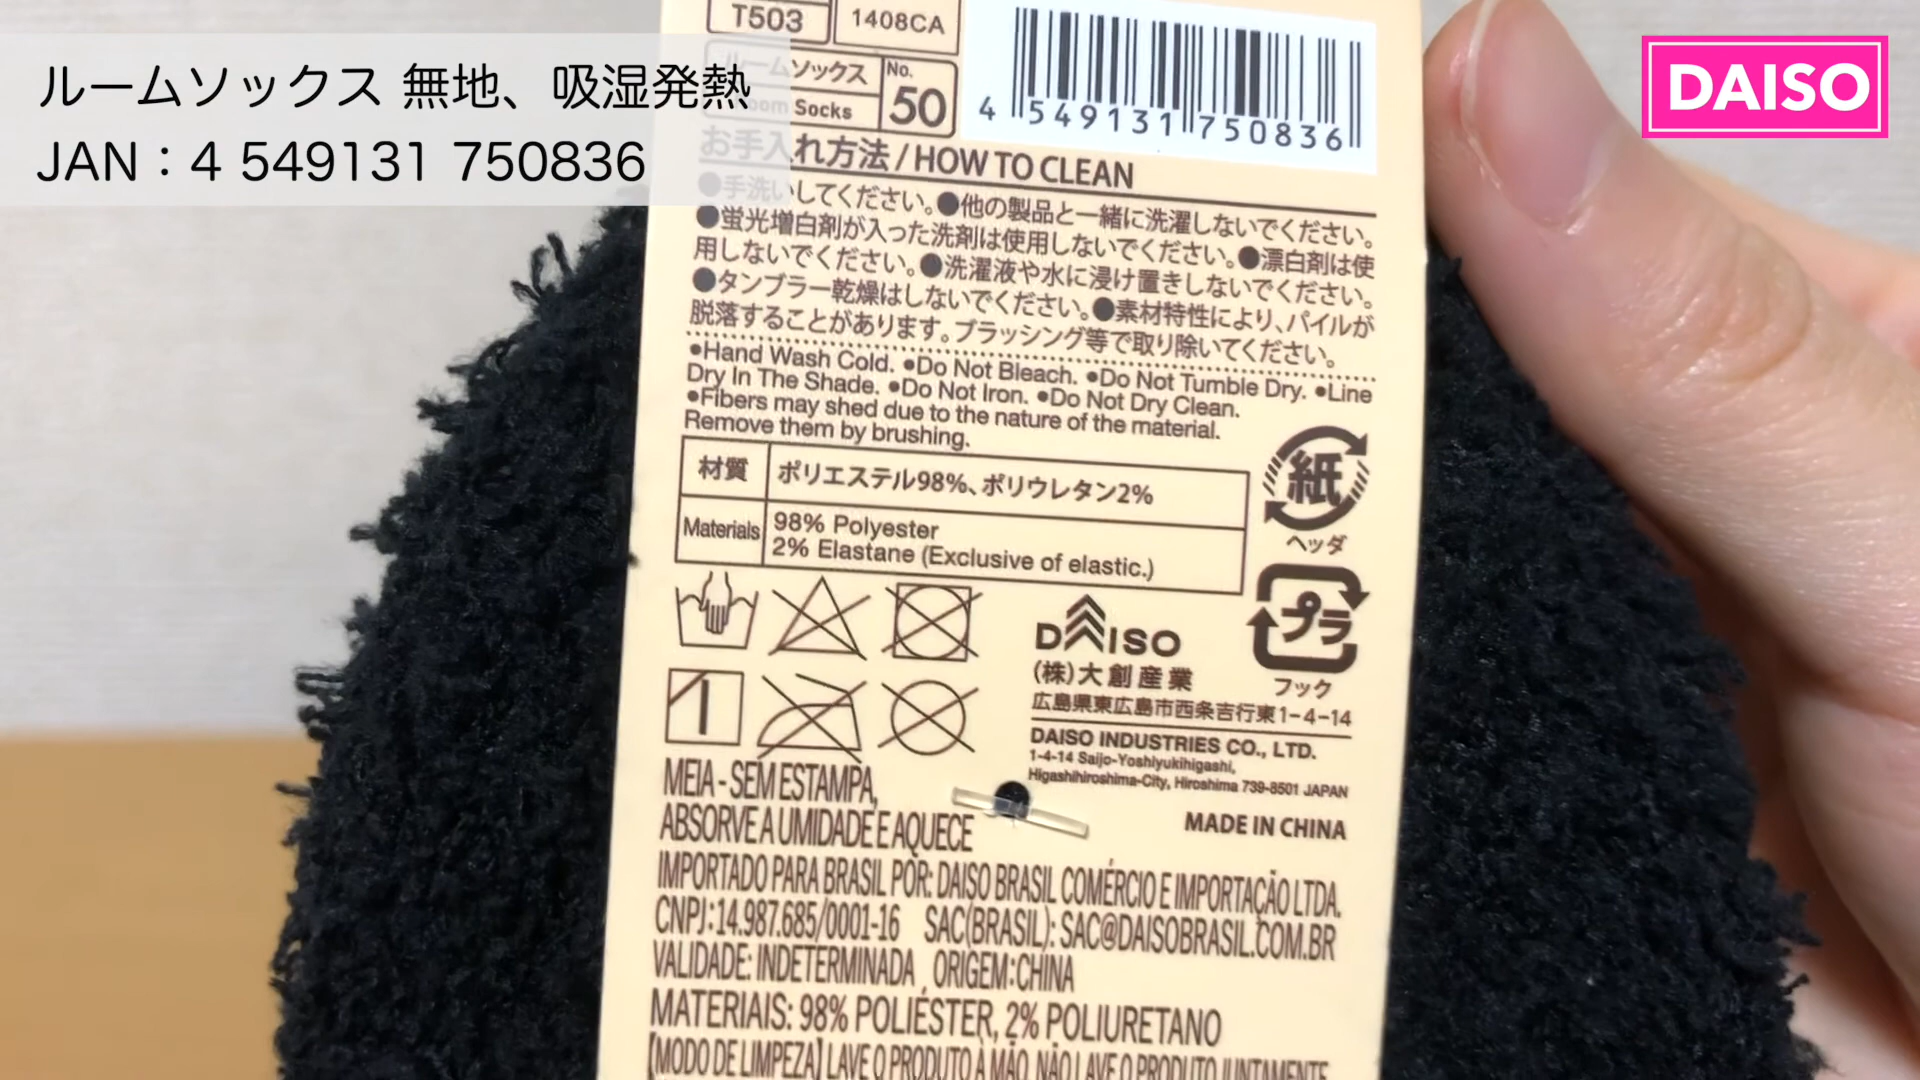 ルームソックス 無地、吸湿発熱
JAN：4 549131 750836
DAISO
T503
1408CA
ルームソックス
Room Socks
No.
50
4 549131 750836
お手入れ方法 / HOW TO CLEAN
●手洗いしてください。●他の製品と一緒に洗濯しないでください。
●蛍光増白剤が入った洗剤は使用しないでください。●漂白剤は使
用しないでください。●洗濯液や水に浸け置きしないでください。
●タンブラー乾燥はしないでください。●素材特性により、パイルが
脱落することがあります。ブラッシング等で取り除いてください。
●Hand Wash Cold. ●Do Not Bleach. ●Do Not Tumble Dry. ●Line
Dry In The Shade. ●Do Not Iron. ●Do Not Dry Clean.
●Fibers may shed due to the nature of the material.
Remove them by brushing.
材質 ポリエステル98%、ポリウレタン2%
Materials 98% Polyester
2% Elastane (Exclusive of elastic.)
紙
ヘッダ
プラ
フック
DAISO
(株)大創産業
広島県東広島市西条吉行東1-4-14
DAISO INDUSTRIES CO., LTD.
1-4-14 Saijo-Yoshiyukihigashi,
Higashihiroshima-City, Hiroshima 739-8501 JAPAN
MADE IN CHINA
MEIA - SEM ESTAMPA,
ABSORVE A UMIDADE E AQUECE
IMPORTADO PARA BRASIL POR: DAISO BRASIL COMÉRCIO E IMPORTAÇÃO LTDA.
CNPJ:14.987.685/0001-16 SAC(BRASIL): SAC@DAISOBRASIL.COM.BR
VALIDADE: INDETERMINADA ORIGEM:CHINA
MATERIAIS: 98% POLIÉSTER, 2% POLIURETANO
[MODO DE LIMPEZA] LAVE O PRODUTO À MÃO. NÃO LAVE O PRODUTO JUNTAMENTE